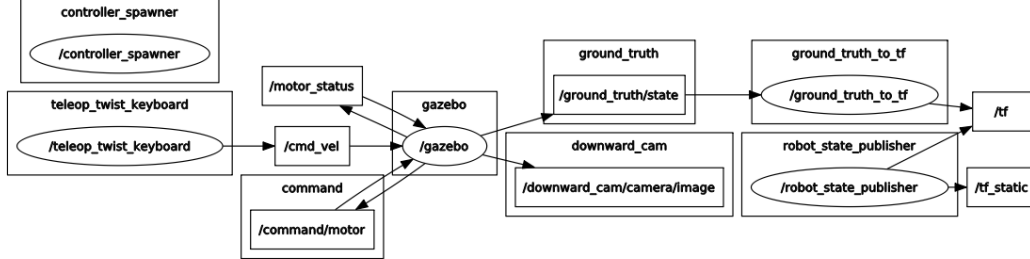 controller_spawner
/controller_spawner
teleop_twist_keyboard
/teleop_twist_keyboard
/motor_status
/cmd_vel
command
/command/motor
gazebo
/gazebo
ground_truth
/ground_truth/state
downward_cam
/downward_cam/camera/image
ground_truth_to_tf
/ground_truth_to_tf
robot_state_publisher
/robot_state_publisher
/tf
/tf_static